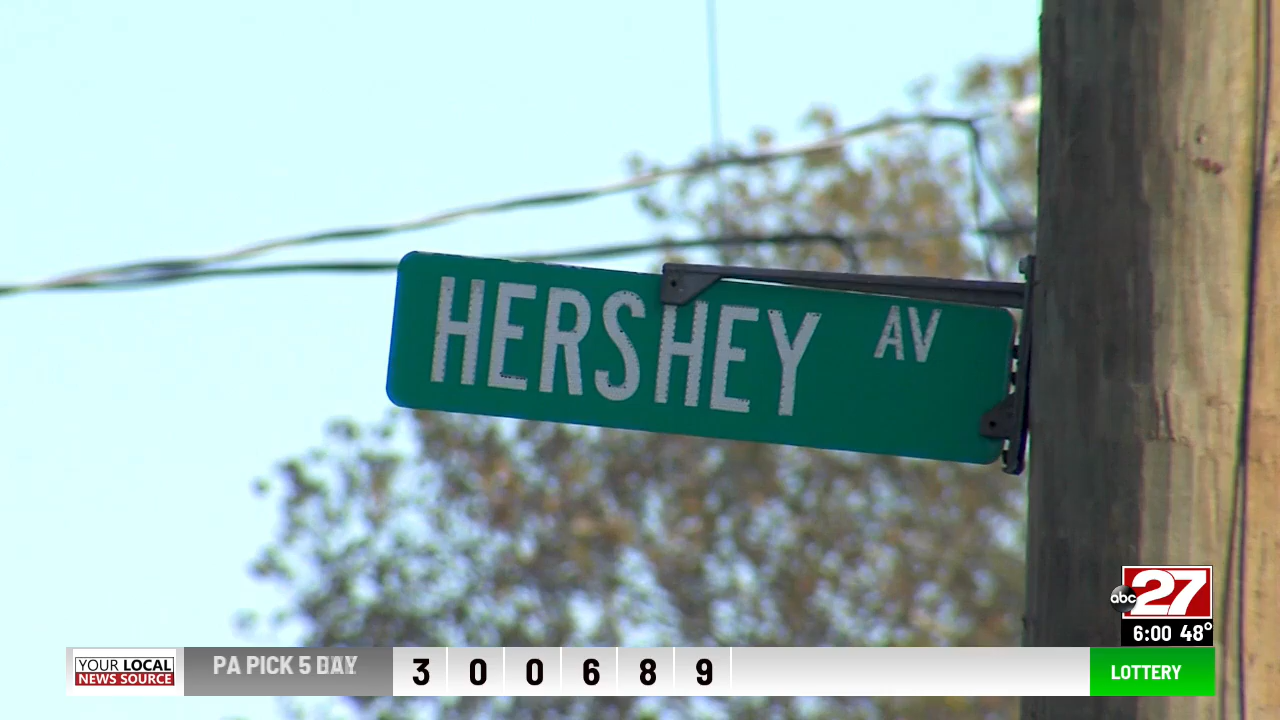 HERSHEY AV
abc 27
6:00 48°
YOUR LOCAL
NEWS SOURCE
PA PICK 5 DAY
3 0 0 6 8 9
LOTTERY